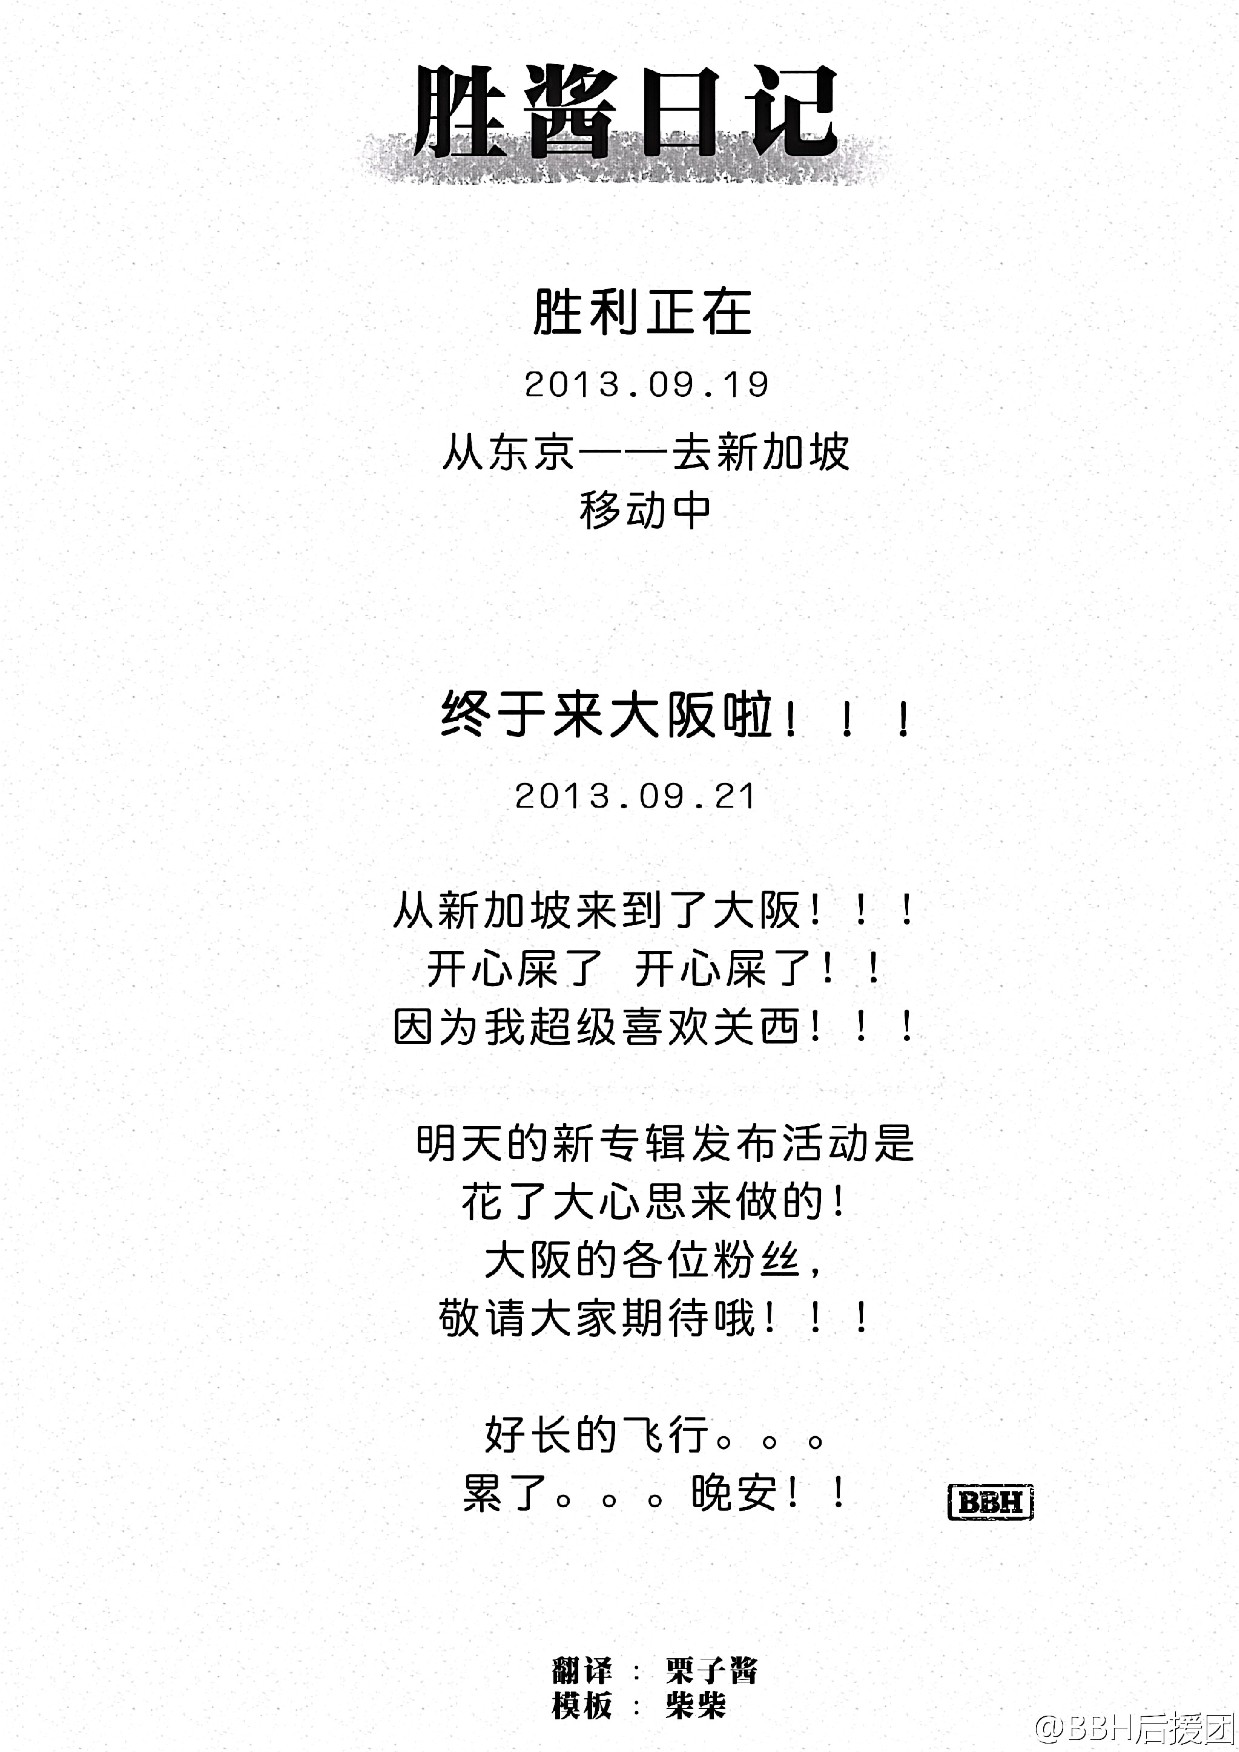 胜酱日记
胜利正在
2013.09.19
从东京——去新加坡
移动中
终于来大阪啦！！！
2013.09.21
从新加坡来到了大阪！！！
开心屎了 开心屎了！！
因为我超级喜欢关西！！！
明天的新专辑发布活动是
花了大心思来做的！
大阪的各位粉丝，
敬请大家期待哦！！！
好长的飞行。。。
累了。。。晚安！！
BBH
翻译：栗子酱
模板：柴柴
@BBH后援团